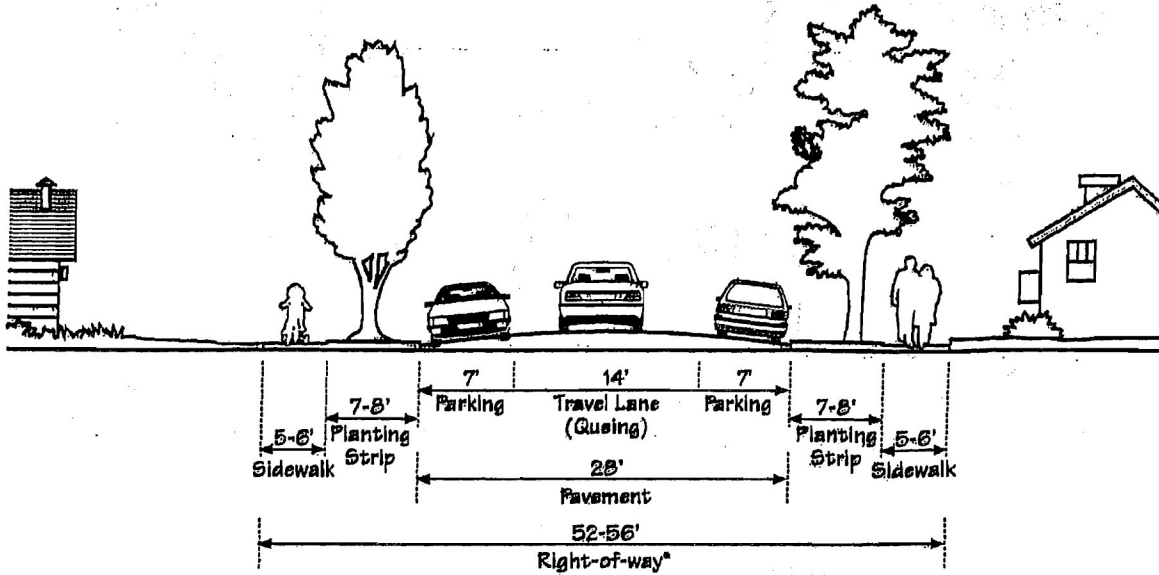 7' 14' 7'
Parking Travel Lane Parking
(Queing)
7-8' 7-8'
Planting Planting
Strip Strip
5-6' 5-6'
Sidewalk Sidewalk
28'
Pavement
52-56'
Right-of-way*